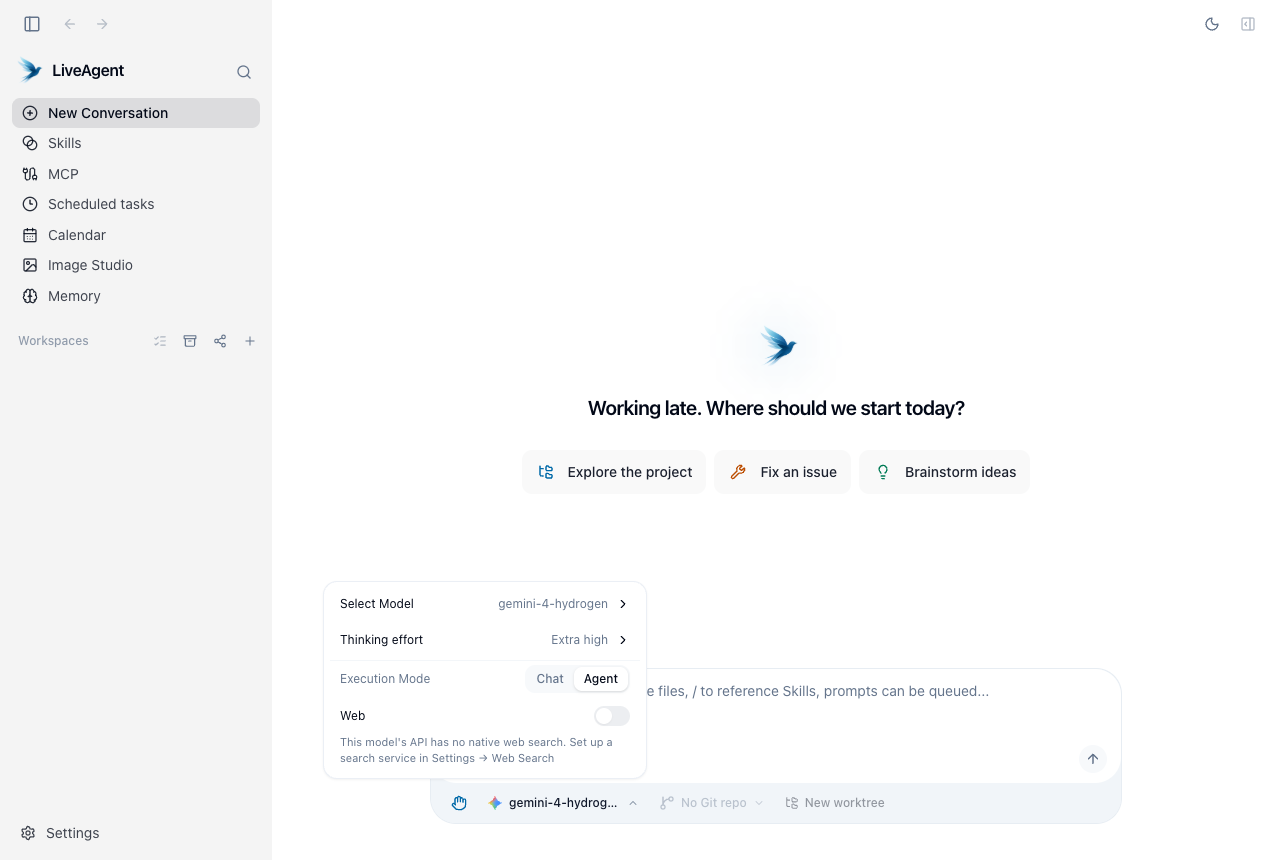 LiveAgent
New Conversation
Skills
MCP
Scheduled tasks
Calendar
Image Studio
Memory
Workspaces
Settings
Working late. Where should we start today?
Explore the project
Fix an issue
Brainstorm ideas
Select Model gemini-4-hydrogen
Thinking effort Extra high
Execution Mode Chat Agent
Web
This model's API has no native web search. Set up a
search service in Settings → Web Search
files, / to reference Skills, prompts can be queued...
gemini-4-hydrog... No Git repo New worktree